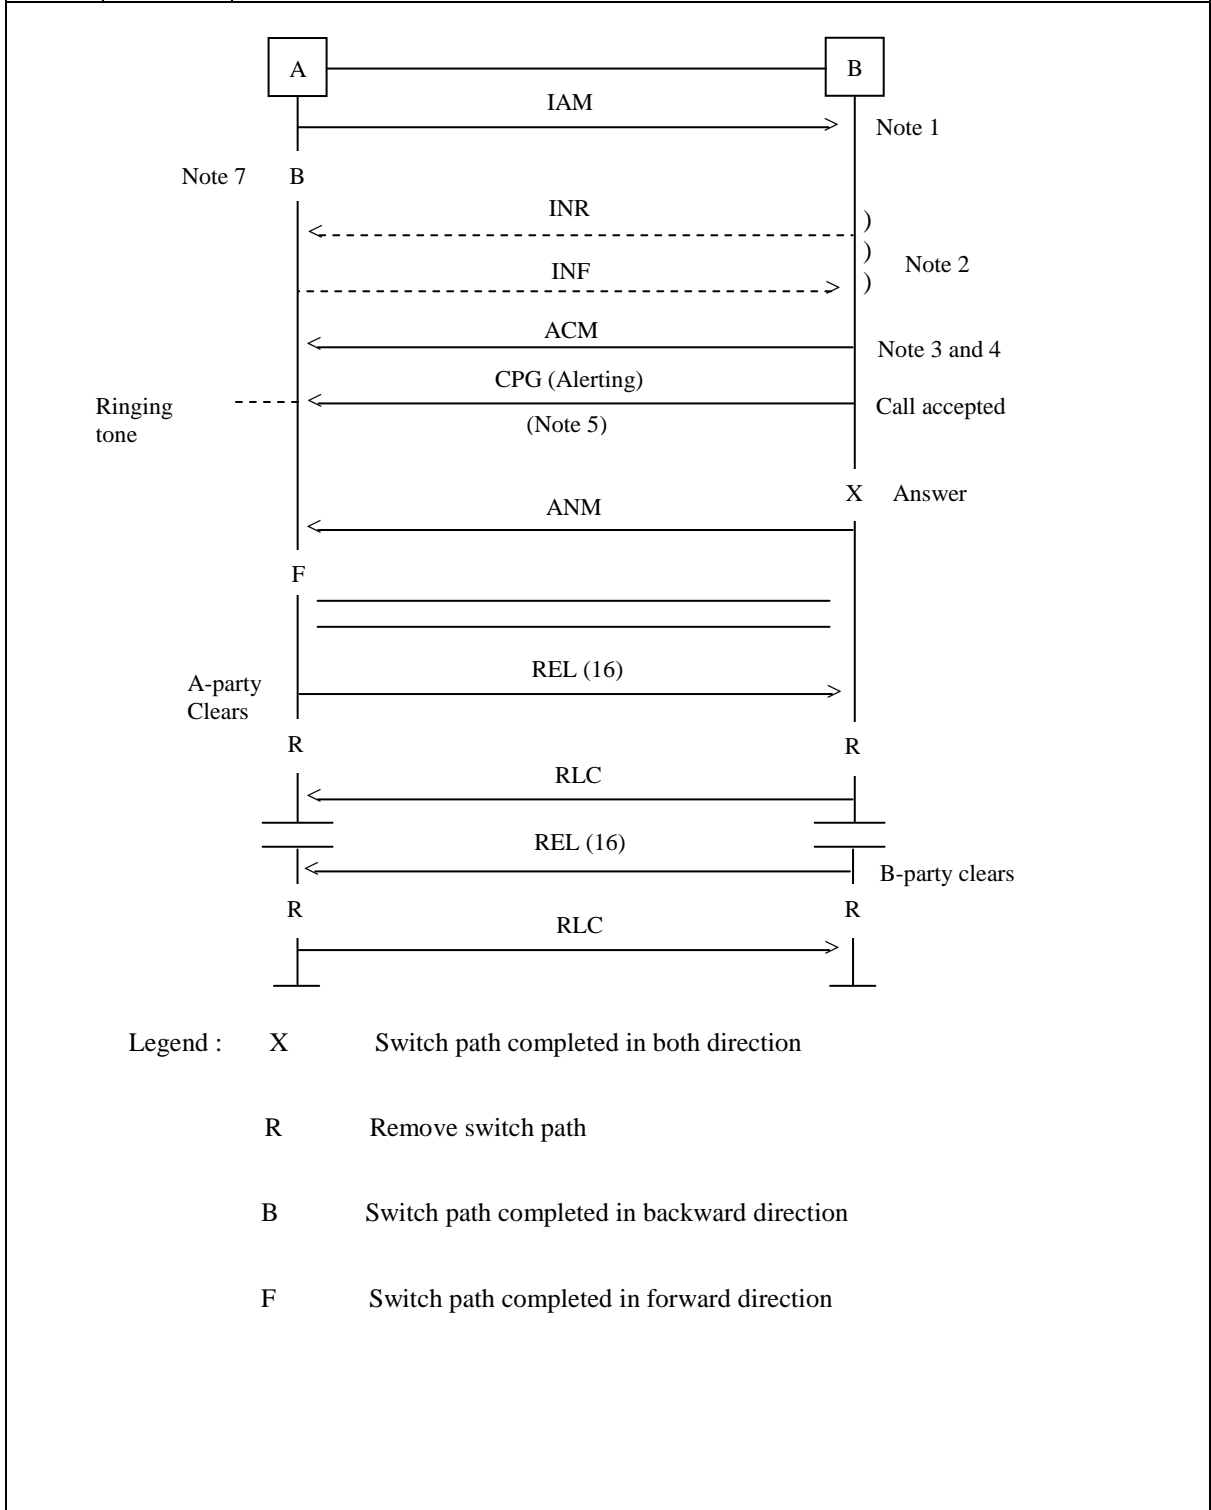 A B
IAM
Note 1
Note 7 B
INR
)
)
Note 2
INF
)
ACM
Note 3 and 4
CPG (Alerting)
Ringing
tone
Call accepted
(Note 5)
X Answer
ANM
F
REL (16)
A-party
Clears
R R
RLC
REL (16)
B-party clears
R R
RLC
Legend : X Switch path completed in both direction
R Remove switch path
B Switch path completed in backward direction
F Switch path completed in forward direction